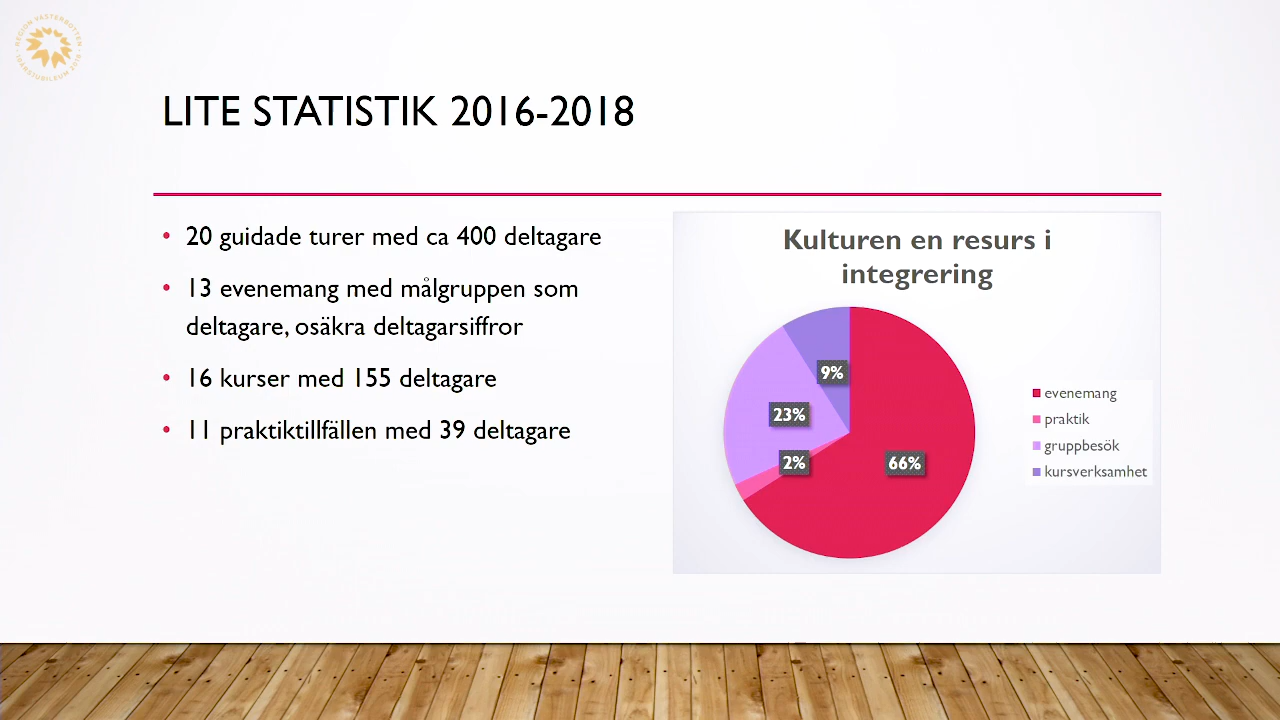 REGION VÄSTERBOTTEN
LITE STATISTIK 2016-2018
• 20 guidade turer med ca 400 deltagare
• 13 evenemang med målgruppen som
deltagare, osäkra deltagarsiffror
• 16 kurser med 155 deltagare
• 11 praktiktillfällen med 39 deltagare
Kulturen en resurs i
integrering
9%
23%
2%
66%
evenemang
praktik
gruppbesök
kursverksamhet